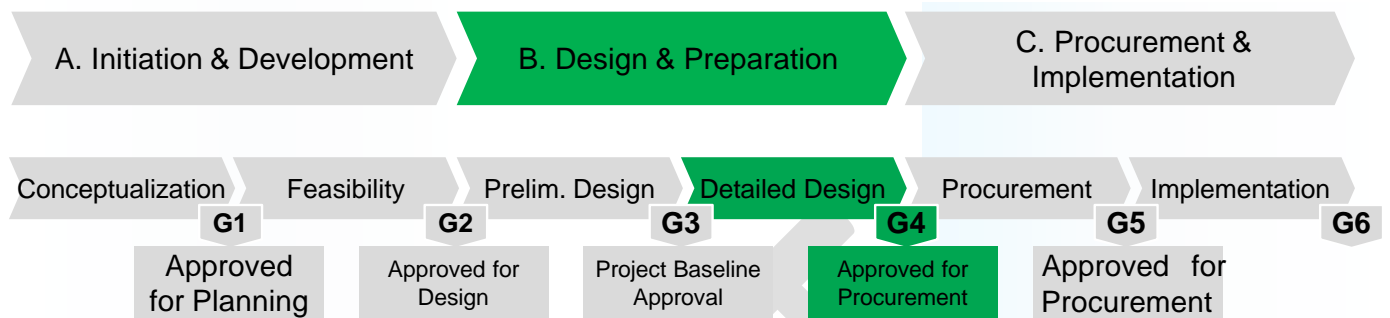 A. Initiation & Development
B. Design & Preparation
C. Procurement &
Implementation
Conceptualization
Feasibility
Prelim. Design
Detailed Design
Procurement
Implementation
G1
G2
G3
G4
G5
G6
Approved
for Planning
Approved for
Design
Project Baseline
Approval
Approved for
Procurement
Approved for
Procurement